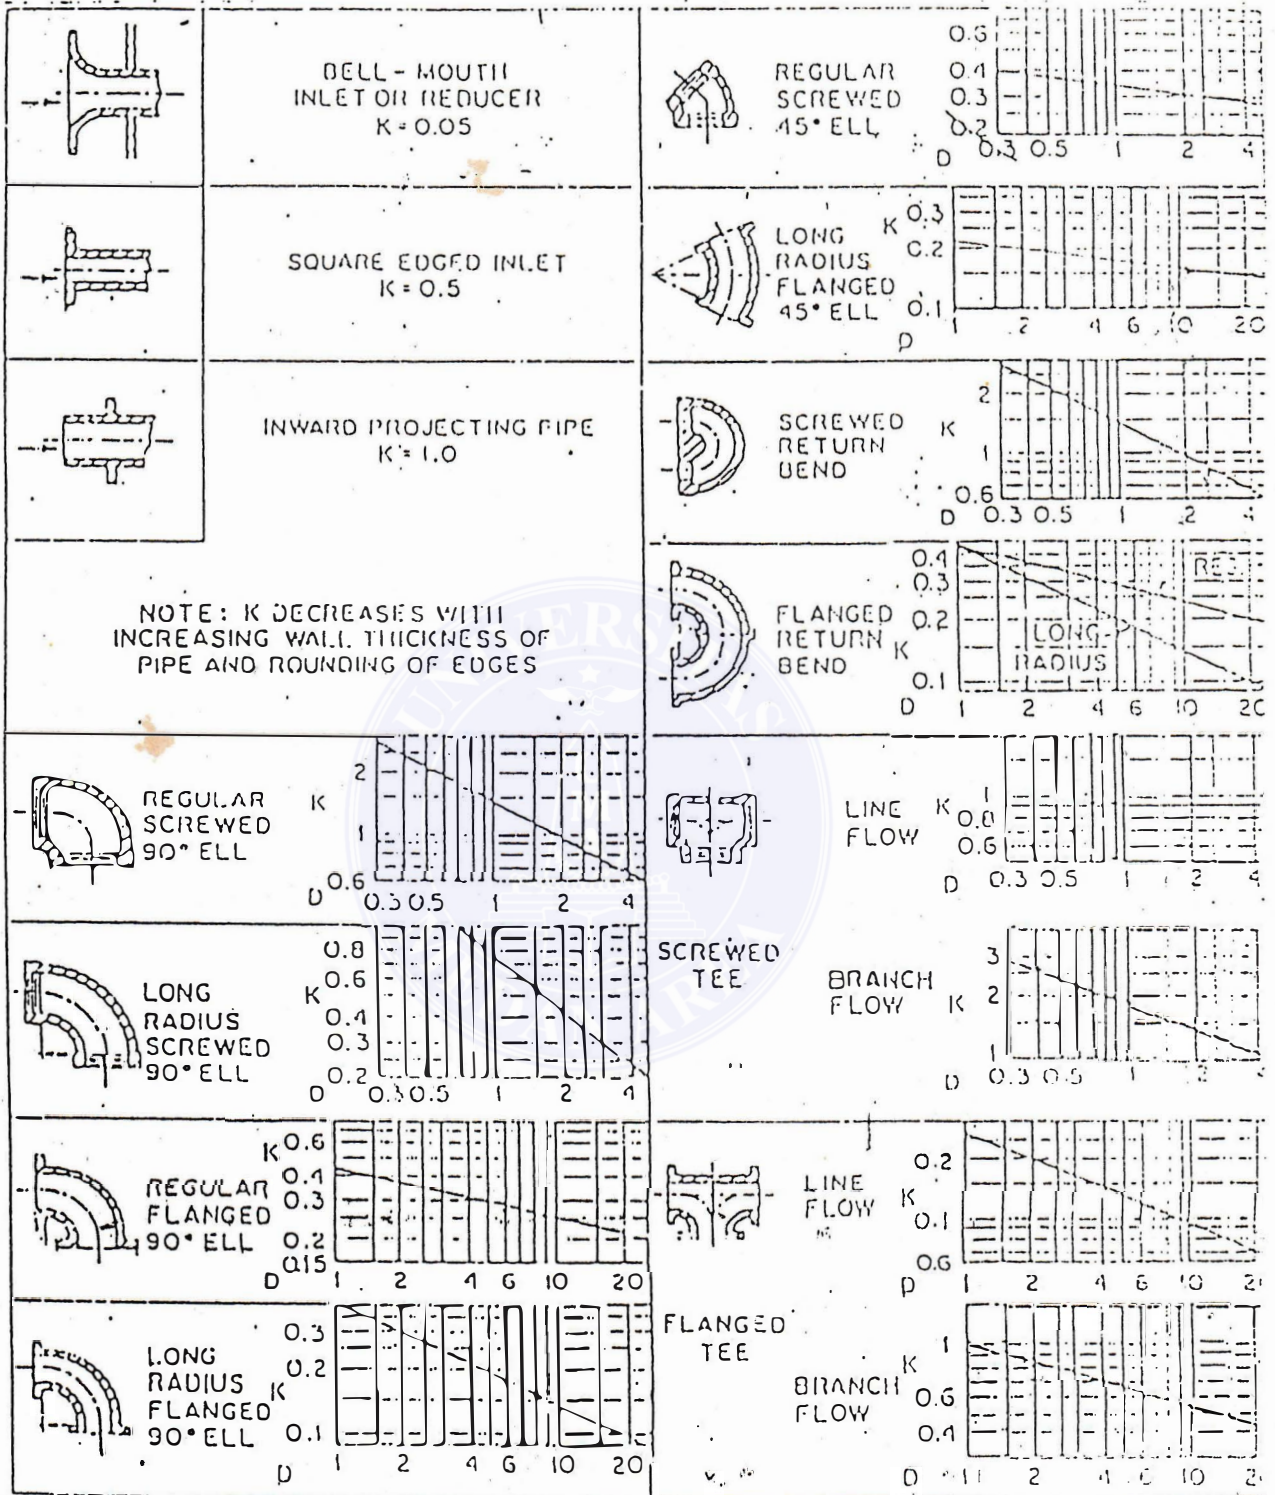 BELL - MOUTH
INLET OR REDUCER
K = 0.05
SQUARE EDGED INLET
K = 0.5
INWARD PROJECTING PIPE
K = 1.0
NOTE: K DECREASES WITH
INCREASING WALL THICKNESS OF
PIPE AND ROUNDING OF EDGES
REGULAR
SCREWED
90° ELL
K
2
1
0.6
D
0.3 0.5 1 2 4
LONG
RADIUS
SCREWED
90° ELL
K
0.8
0.6
0.4
0.3
0.2
D
0.3 0.5 1 2 4
REGULAR
FLANGED
90° ELL
K
0.6
0.4
0.3
0.2
0.15
D
1 2 4 6 10 20
LONG
RADIUS
FLANGED
90° ELL
K
0.3
0.2
0.1
D
1 2 4 6 10 20
REGULAR
SCREWED
45° ELL
0.6
0.4
0.3
0.2
D
0.3 0.5 1 2 4
LONG
RADIUS
FLANGED
45° ELL
K
0.3
0.2
0.1
D
1 2 4 6 10 20
SCREWED
RETURN
BEND
K
2
1
0.6
D
0.3 0.5 1 2 4
FLANGED
RETURN
BEND
K
0.4
0.3
0.2
0.1
REG.
LONG
RADIUS
D
1 2 4 6 10 20
SCREWED
TEE
LINE
FLOW
K
1
0.8
0.6
D
0.3 0.5 1 2 4
BRANCH
FLOW
K
3
2
1
D
0.3 0.5 1 2
FLANGED
TEE
LINE
FLOW
K
0.2
0.1
0.6
D
1 2 4 6 10 2
BRANCH
FLOW
K
1
0.6
0.4
D
1 2 4 6 10 2
UNIVERSITAS